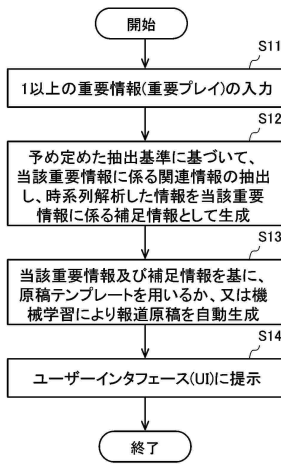 開始
S11
1以上の重要情報(重要プレイ)の入力
S12
予め定めた抽出基準に基づいて、
当該重要情報に係る関連情報の抽出
し、時系列解析した情報を当該重要
情報に係る補足情報として生成
S13
当該重要情報及び補足情報を基に、
原稿テンプレートを用いるか、又は機
械学習により報道原稿を自動生成
S14
ユーザーインタフェース(UI)に提示
終了